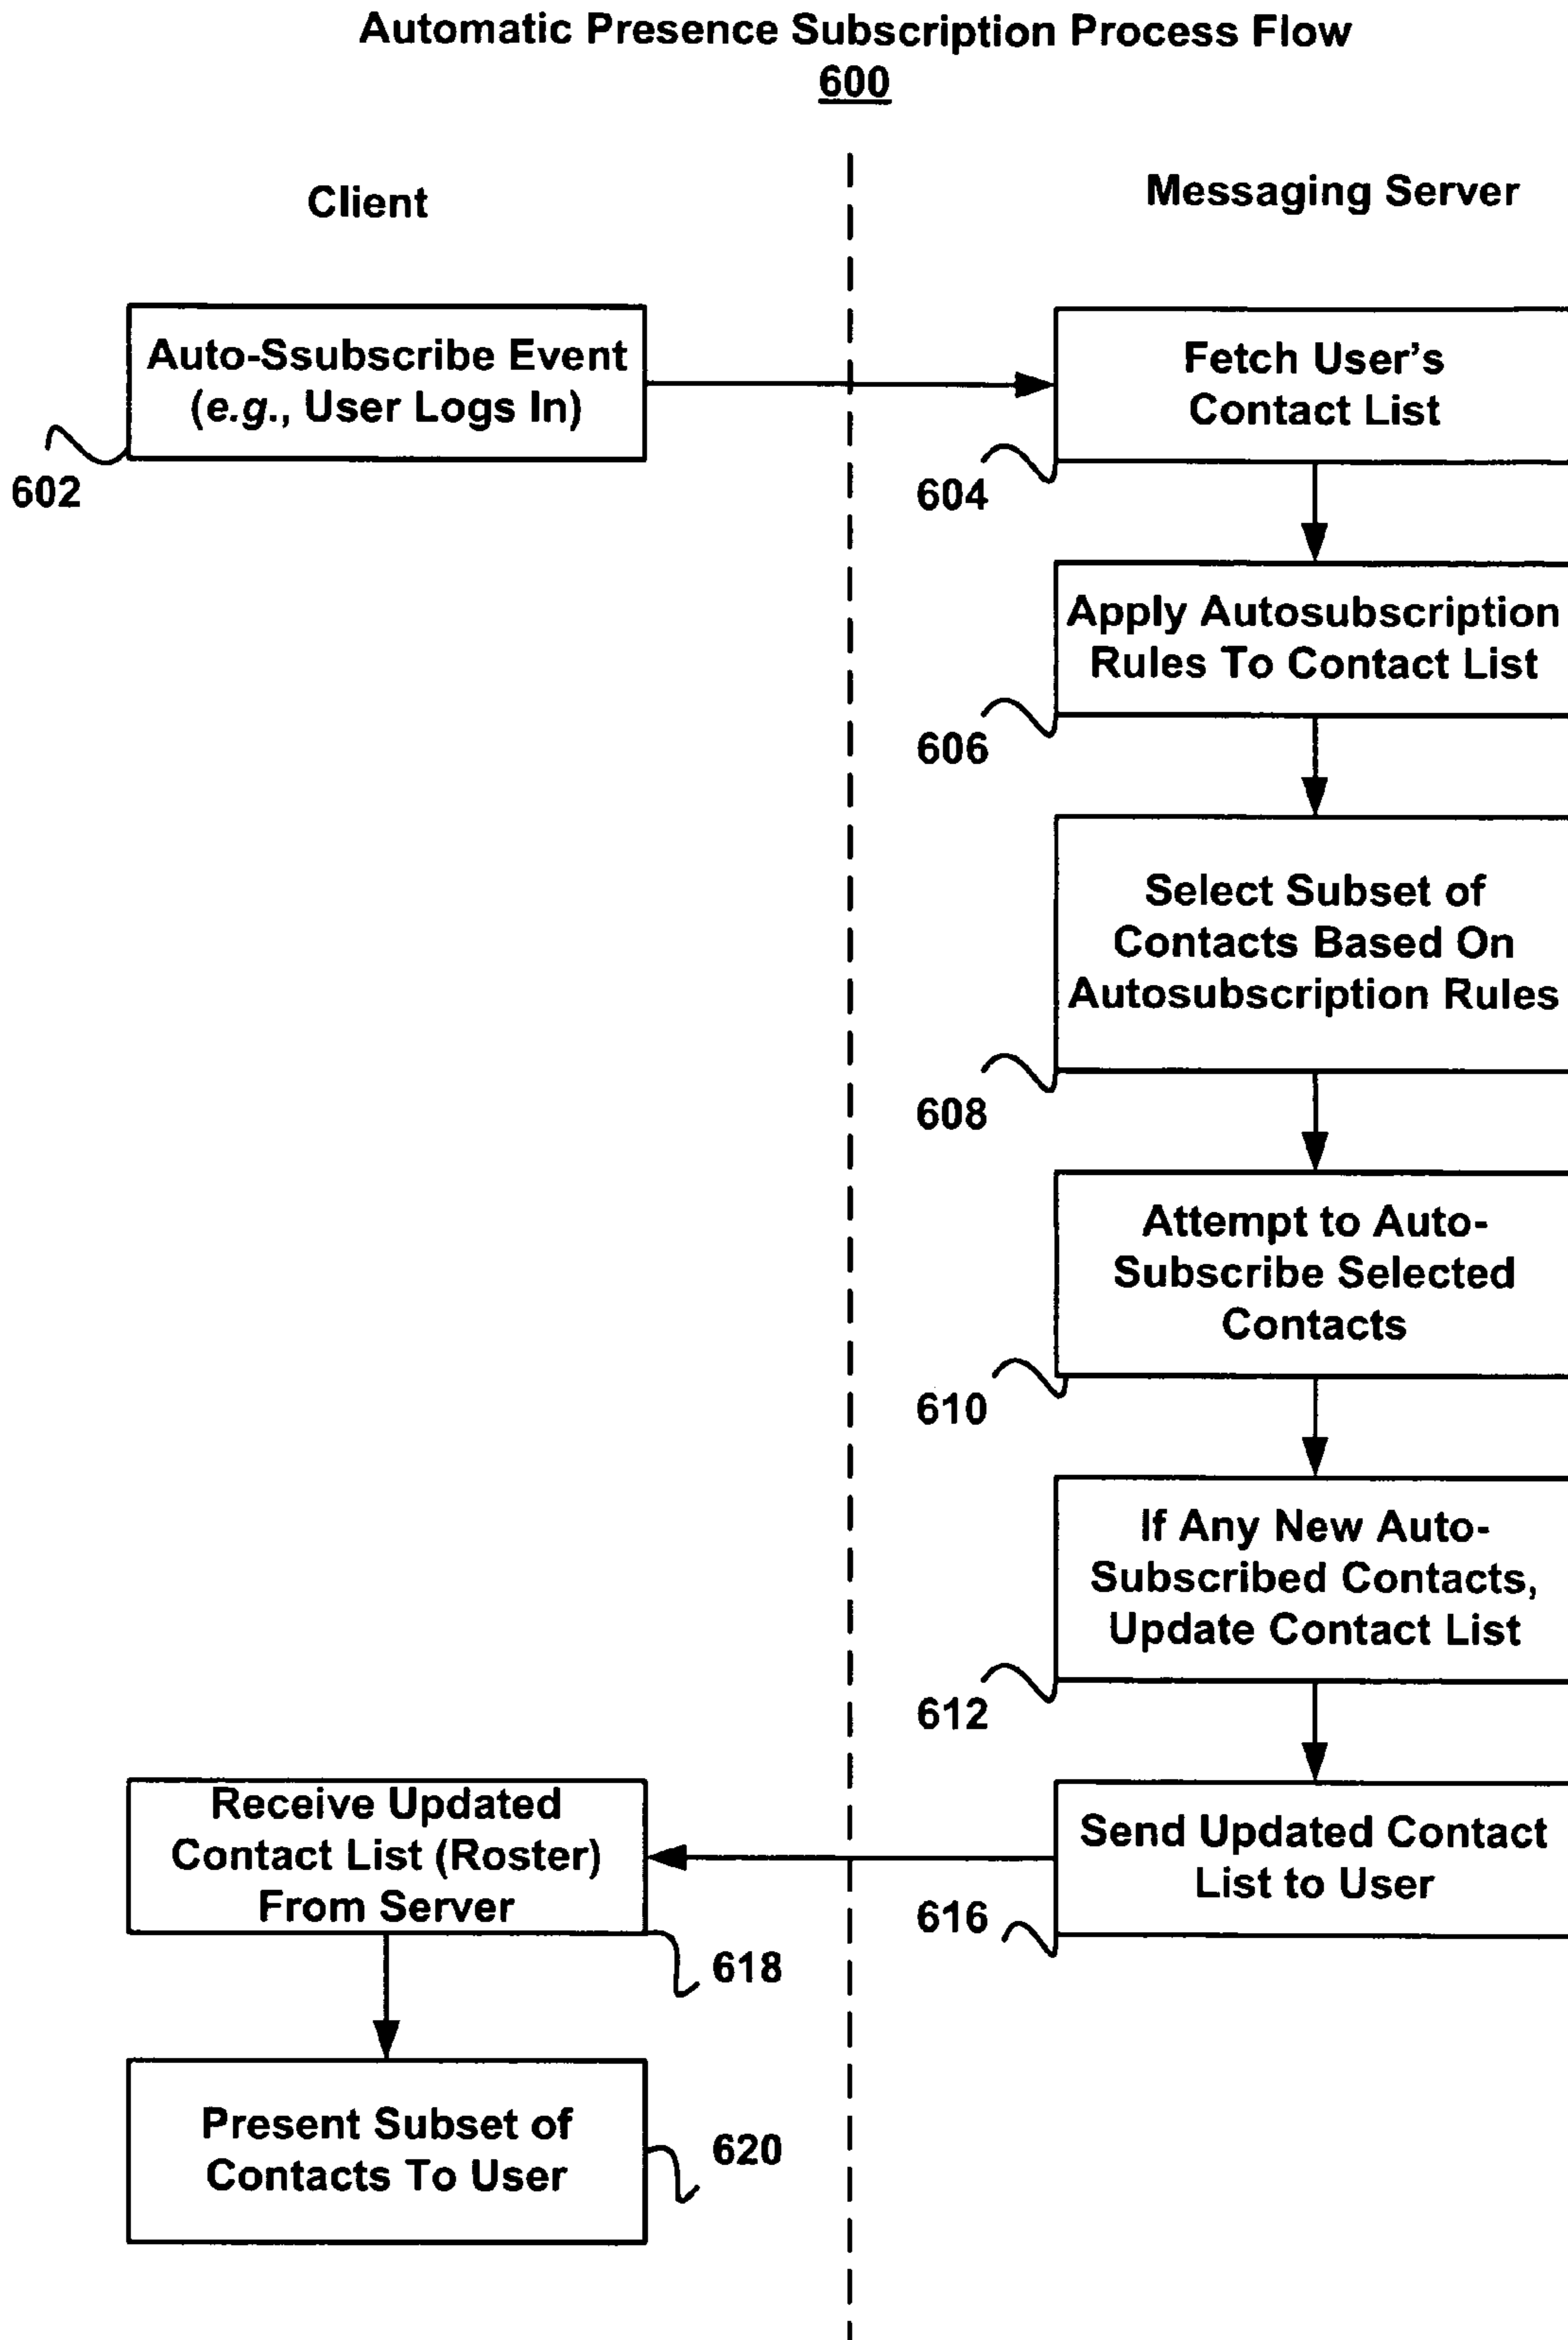 Automatic Presence Subscription Process Flow
600
Client
Messaging Server
Auto-Ssubscribe Event
(e.g., User Logs In)
602
Fetch User's
Contact List
604
Apply Autosubscription
Rules To Contact List
606
Select Subset of
Contacts Based On
Autosubscription Rules
608
Attempt to Auto-
Subscribe Selected
Contacts
610
If Any New Auto-
Subscribed Contacts,
Update Contact List
612
Send Updated Contact
List to User
616
Receive Updated
Contact List (Roster)
From Server
618
Present Subset of
Contacts To User
620